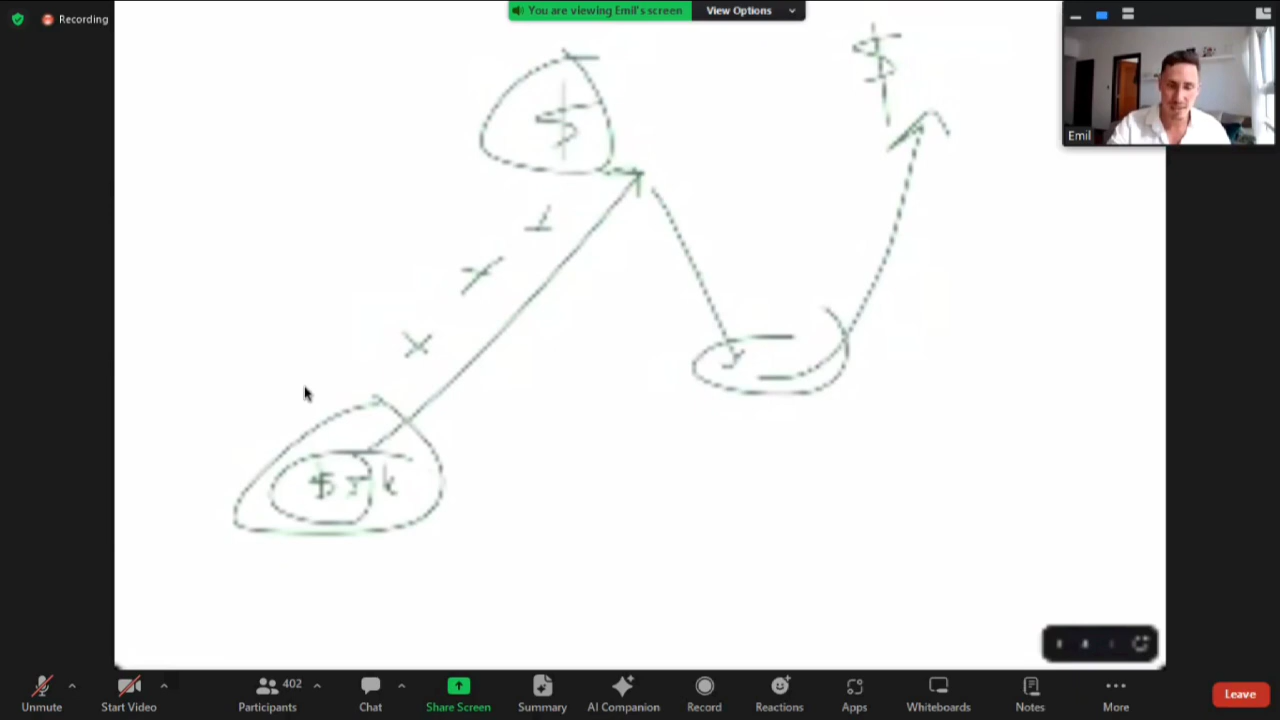 Recording
You are viewing Emil's screen
View Options
$
$
Emil
$5k
Unmute
Start Video
Participants
402
Chat
Share Screen
Summary
AI Companion
Record
Reactions
Apps
Whiteboards
Notes
More
Leave